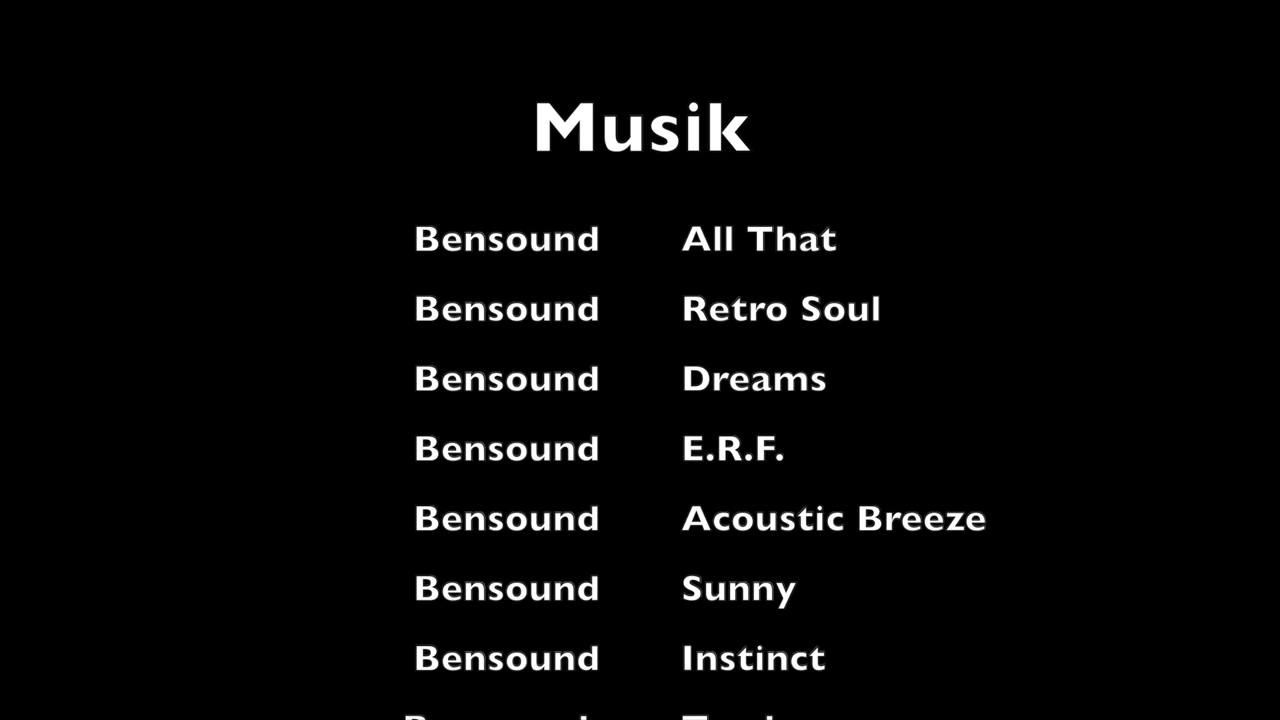 Musik
Bensound All That
Bensound Retro Soul
Bensound Dreams
Bensound E.R.F.
Bensound Acoustic Breeze
Bensound Sunny
Bensound Instinct